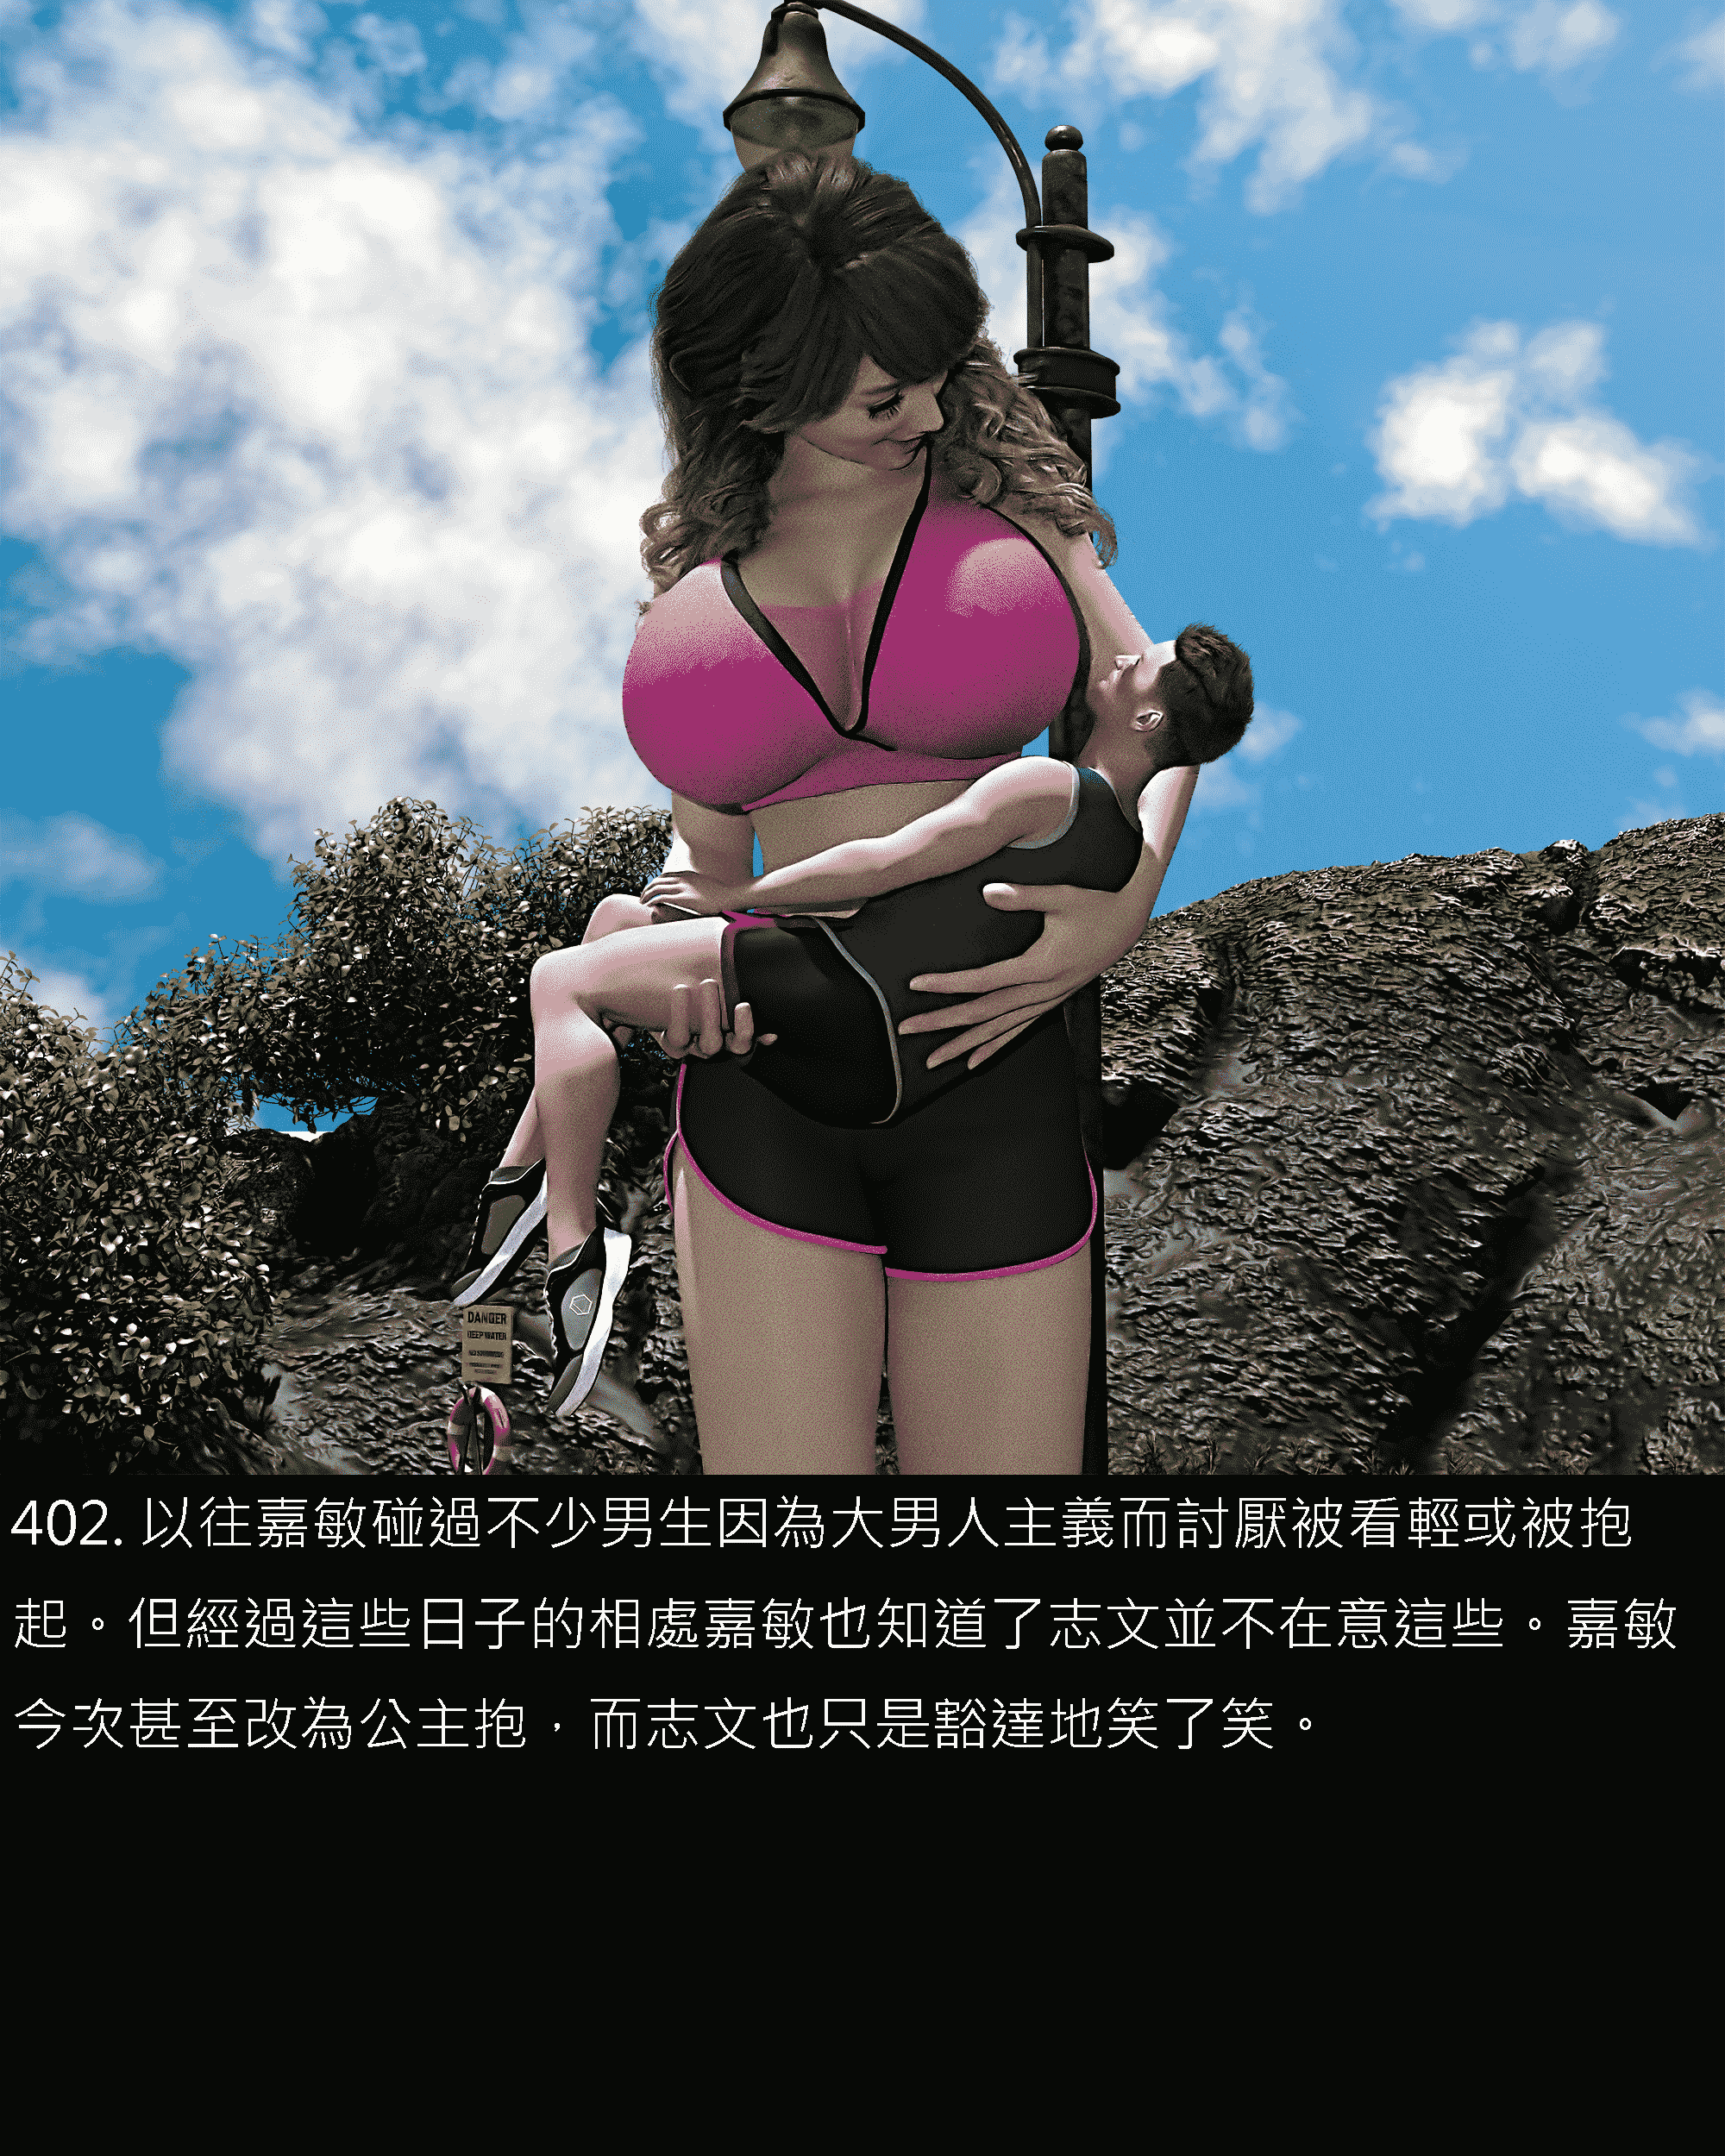 DANGER
DEEP WATER
402. 以往嘉敏碰過不少男生因為大男人主義而討厭被看輕或被抱
起。但經過這些日子的相處嘉敏也知道了志文並不在意這些。嘉敏
今次甚至改為公主抱，而志文也只是豁達地笑了笑。